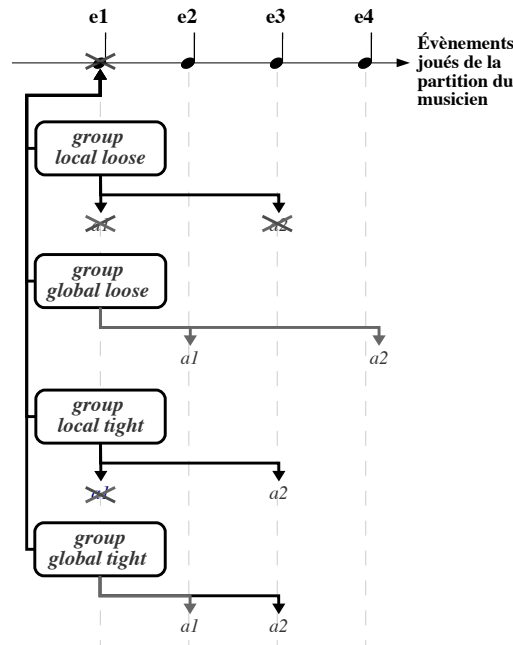 e1 e2 e3 e4
Évènements
joués de la
partition du
musicien
group
local loose
a1 a2
group
global loose
a1 a2
group
local tight
a1 a2
group
global tight
a1 a2